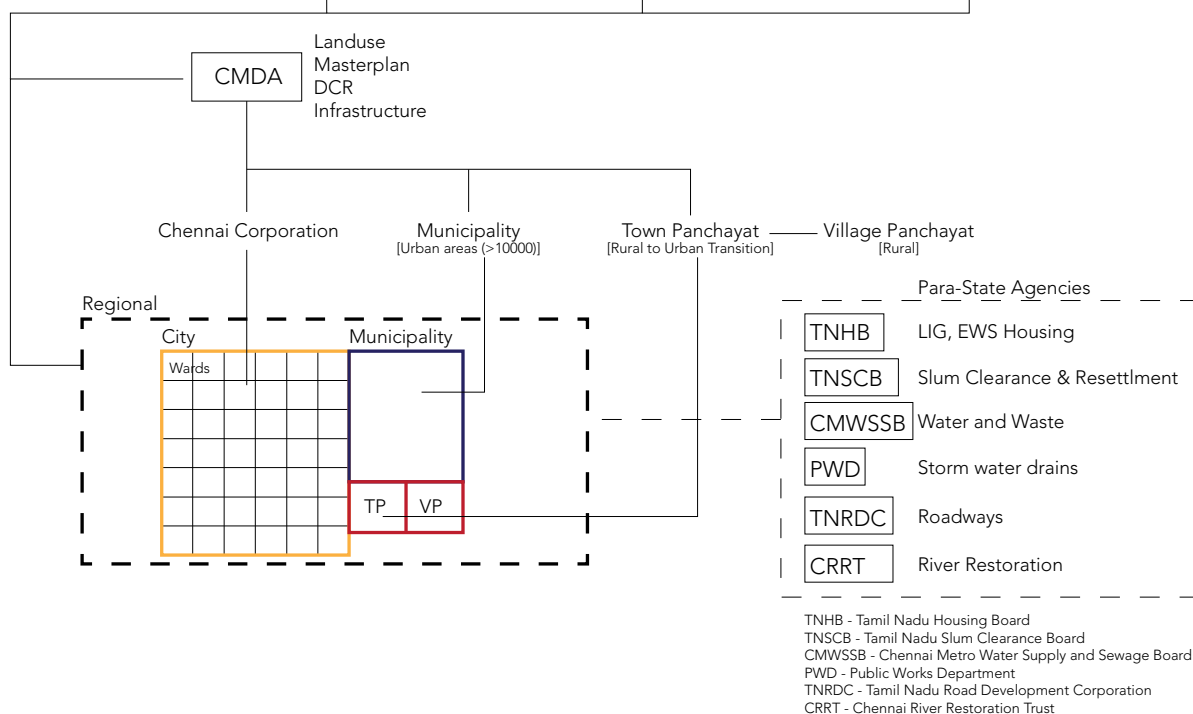 CMDA
Landuse
Masterplan
DCR
Infrastructure
Chennai Corporation
Municipality
[Urban areas (>10000)]
Town Panchayat
[Rural to Urban Transition]
Village Panchayat
[Rural]
Regional
City
Municipality
Wards
TP
VP
Para-State Agencies
TNHB LIG, EWS Housing
TNSCB Slum Clearance & Resettlment
CMWSSB Water and Waste
PWD Storm water drains
TNRDC Roadways
CRRT River Restoration
TNHB - Tamil Nadu Housing Board
TNSCB - Tamil Nadu Slum Clearance Board
CMWSSB - Chennai Metro Water Supply and Sewage Board
PWD - Public Works Department
TNRDC - Tamil Nadu Road Development Corporation
CRRT - Chennai River Restoration Trust